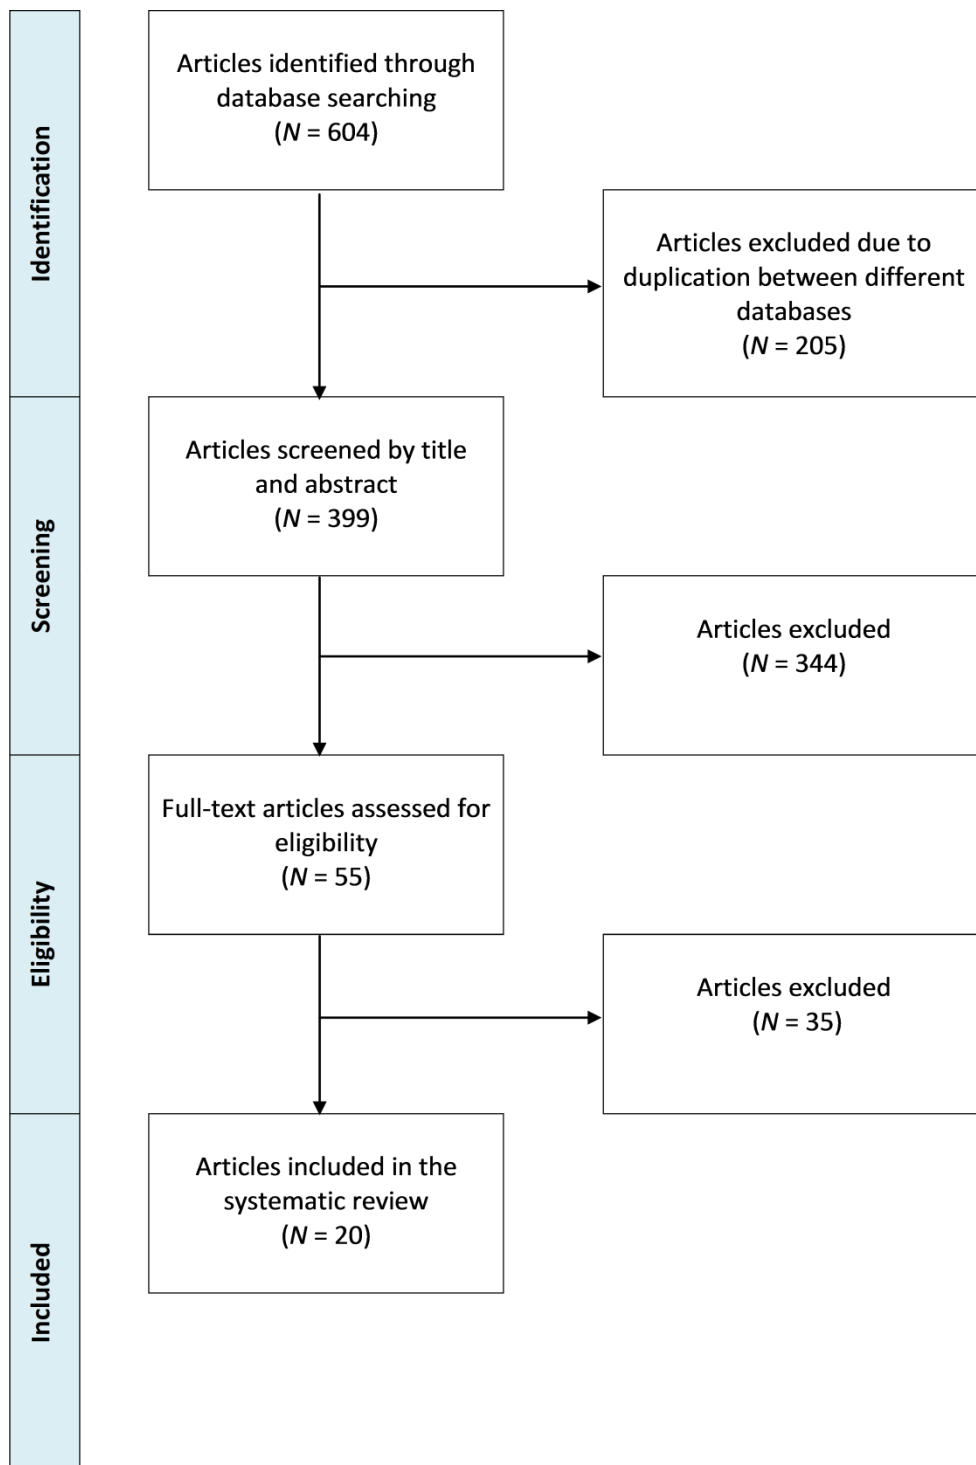 Identification
Articles identified through
database searching
(N = 604)
Articles excluded due to
duplication between different
databases
(N = 205)
Screening
Articles screened by title
and abstract
(N = 399)
Articles excluded
(N = 344)
Eligibility
Full-text articles assessed for
eligibility
(N = 55)
Articles excluded
(N = 35)
Included
Articles included in the
systematic review
(N = 20)